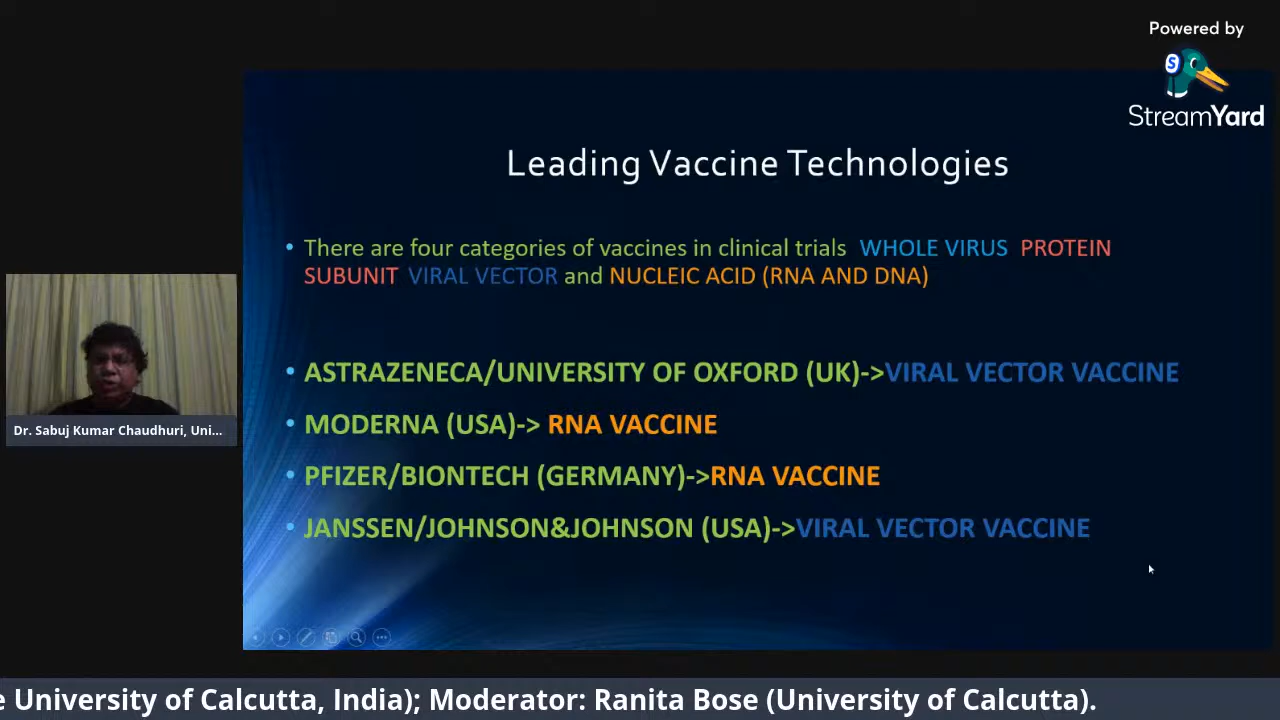 Powered by
StreamYard
Leading Vaccine Technologies
There are four categories of vaccines in clinical trials WHOLE VIRUS PROTEIN
SUBUNIT VIRAL VECTOR and NUCLEIC ACID (RNA AND DNA)
ASTRAZENECA/UNIVERSITY OF OXFORD (UK)->VIRAL VECTOR VACCINE
MODERNA (USA)-> RNA VACCINE
PFIZER/BIONTECH (GERMANY)->RNA VACCINE
JANSSEN/JOHNSON&JOHNSON (USA)->VIRAL VECTOR VACCINE
Dr. Sabuj Kumar Chaudhuri, Uni...
e University of Calcutta, India); Moderator: Ranita Bose (University of Calcutta).